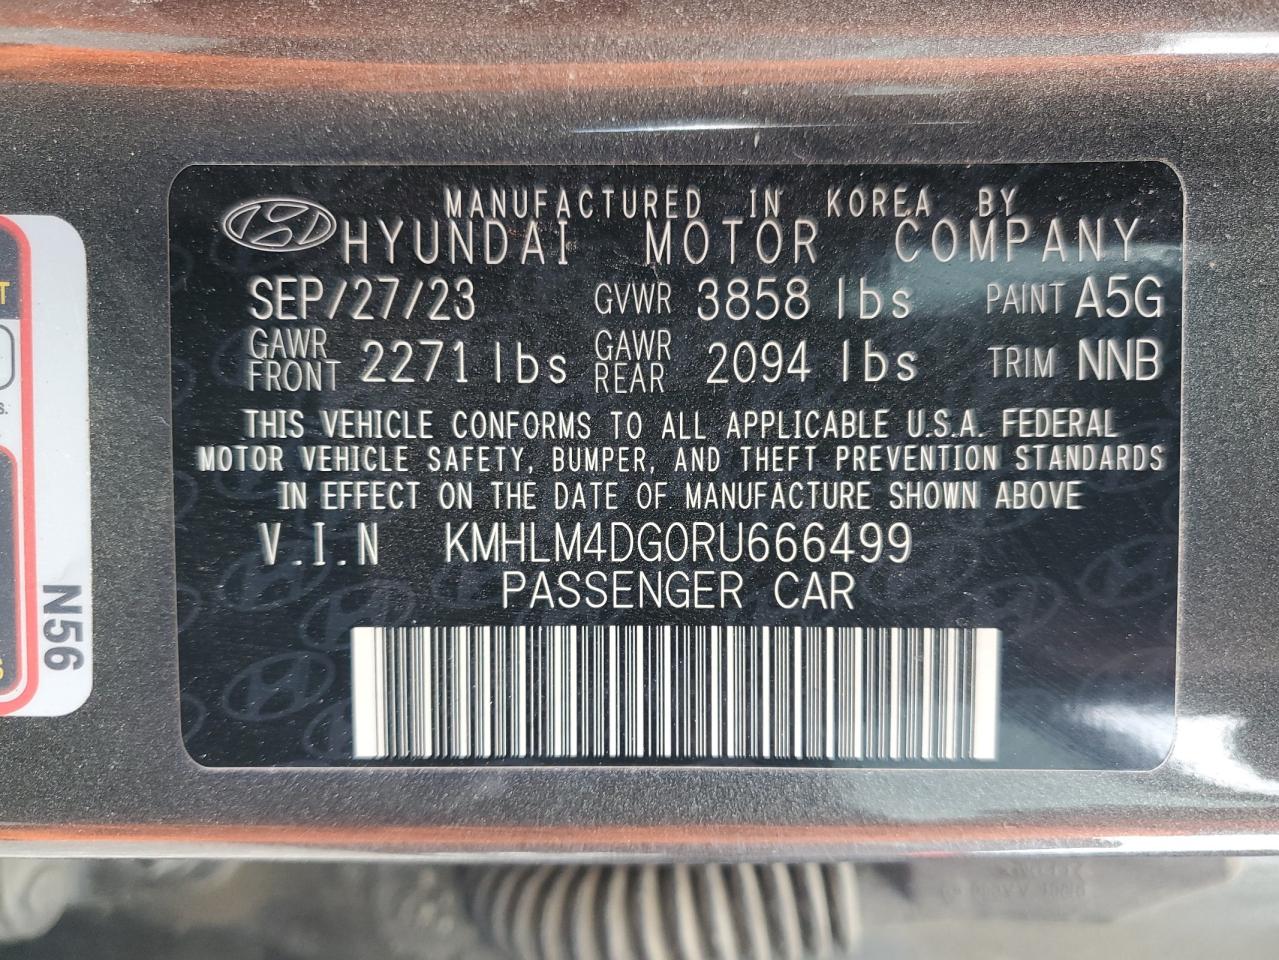 MANUFACTURED IN KOREA BY
HYUNDAI MOTOR COMPANY
SEP/27/23 GVWR 3858 lbs PAINT A5G
GAWR FRONT 2271 lbs GAWR REAR 2094 lbs TRIM NNB
THIS VEHICLE CONFORMS TO ALL APPLICABLE U.S.A. FEDERAL
MOTOR VEHICLE SAFETY, BUMPER, AND THEFT PREVENTION STANDARDS
IN EFFECT ON THE DATE OF MANUFACTURE SHOWN ABOVE
V.I.N KMHLM4DG0RU666499
PASSENGER CAR
N56